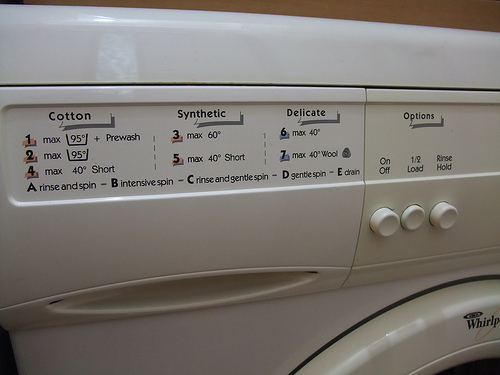 Cotton Synthetic Delicate Options
1 max 95° + Prewash 3 max 60° 6 max 40°
2 max 95°
4 max 40° Short 5 max 40° Short 7 max 40° Wool
A rinse and spin – B intensive spin – C rinse and gentle spin – D gentle spin – E drain
On Off
1/2 Load
Rinse Hold